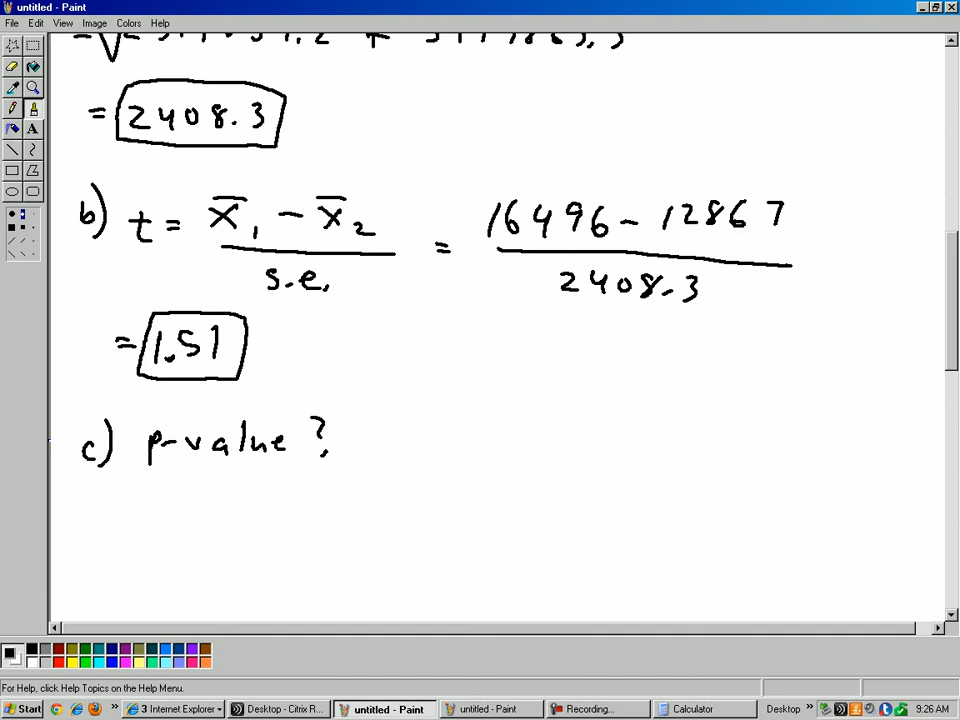 untitled - Paint
File Edit View Image Colors Help
= 2408.3
b) t = x̄₁ - x̄₂ / s.e. = 16496 - 12867 / 2408.3
= 1.51
c) p-value?
For Help, click Help Topics on the Help Menu.
Start 3 Internet Explorer Desktop - Citrix R... untitled - Paint untitled - Paint Recording... Calculator Desktop 9:26 AM